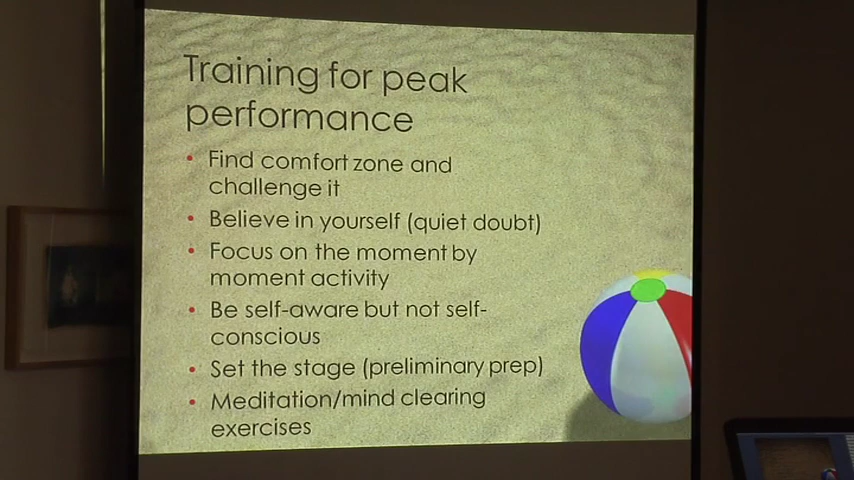 Training for peak
performance
• Find comfort zone and
challenge it
• Believe in yourself (quiet doubt)
• Focus on the moment by
moment activity
• Be self-aware but not self-
conscious
• Set the stage (preliminary prep)
• Meditation/mind clearing
exercises